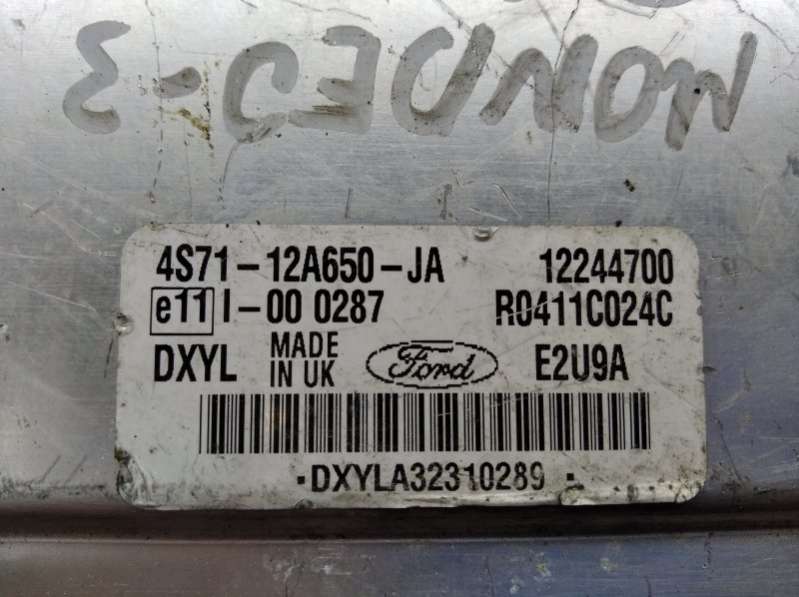 MONDEO-3
4S71-12A650-JA 12244700
e11 I-00 0287 R0411C024C
DXYL MADE IN UK Ford E2U9A
·DXYLA32310289·